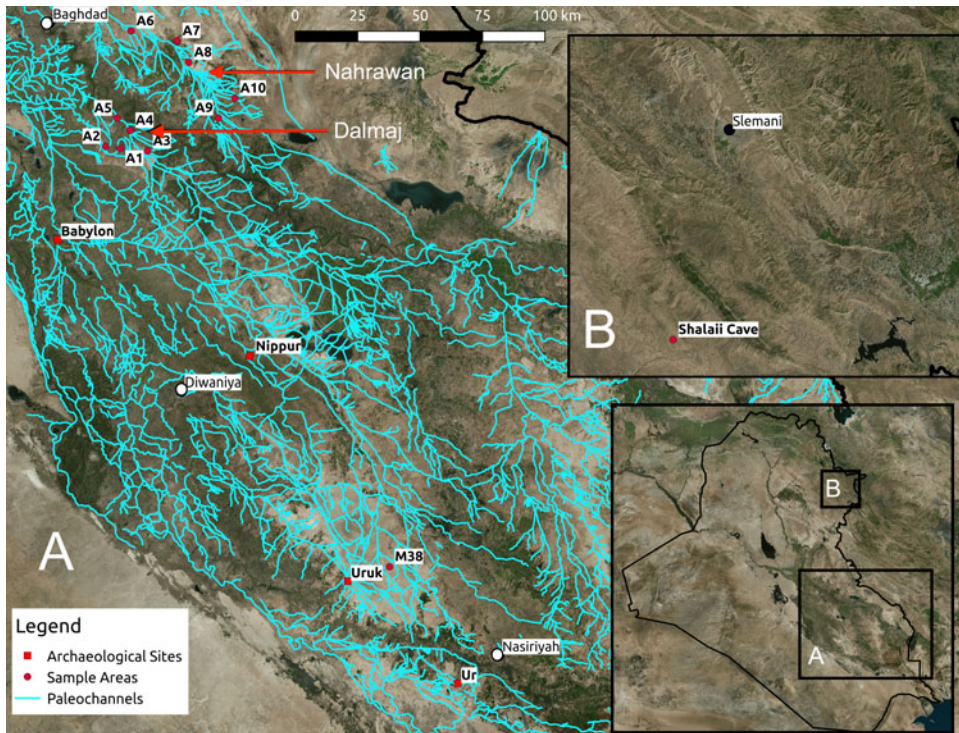 0 25 50 75 100 km
Baghdad
A6
A7
A8
Nahrawan
A10
A9
A5
A4
Dalmaj
A2
A1
A3
Babylon
Nippur
Diwaniya
A
M38
Uruk
Nasiriyah
Ur
Legend
Archaeological Sites
Sample Areas
Paleochannels
Slemani
Shalaii Cave
B
B
A